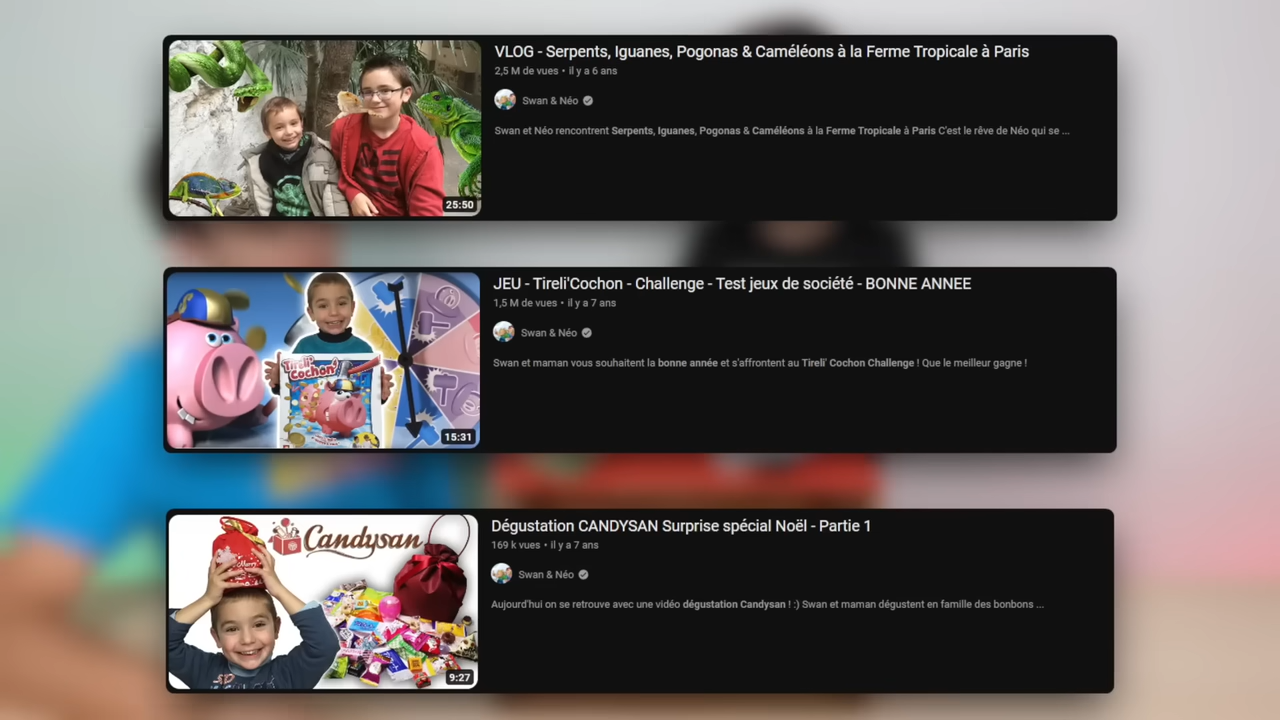 VLOG - Serpents, Iguanes, Pogonas & Caméléons à la Ferme Tropicale à Paris
2,5 M de vues • il y a 6 ans
Swan & Néo
Swan et Néo rencontrent Serpents, Iguanes, Pogonas & Caméléons à la Ferme Tropicale à Paris C'est le rêve de Néo qui se ...
25:50
JEU - Tireli'Cochon - Challenge - Test jeux de société - BONNE ANNEE
1,5 M de vues • il y a 7 ans
Swan & Néo
Swan et maman vous souhaitent la bonne année et s'affrontent au Tireli' Cochon Challenge ! Que le meilleur gagne !
Tireli'
Cochon
15:31
Dégustation CANDYSAN Surprise spécial Noël - Partie 1
169 k vues • il y a 7 ans
Swan & Néo
Aujourd'hui on se retrouve avec une vidéo dégustation Candysan ! :) Swan et maman dégustent en famille des bonbons ...
Candysan
Merry
9:27